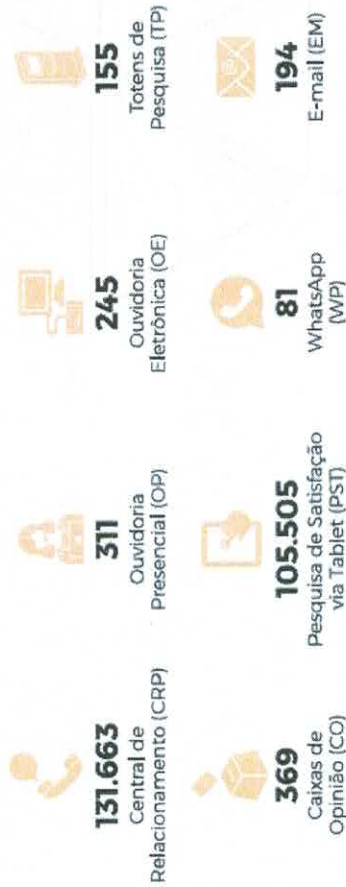 131.663
Central de
Relacionamento (CRP)
311
Ouvidoria
Presencial (OP)
245
Ouvidoria
Eletrônica (OE)
155
Totens de
Pesquisa (TP)
369
Caixas de
Opinião (CO)
105.505
Pesquisa de Satisfação
via Tablet (PST)
81
WhatsApp
(WP)
194
E-mail (EM)